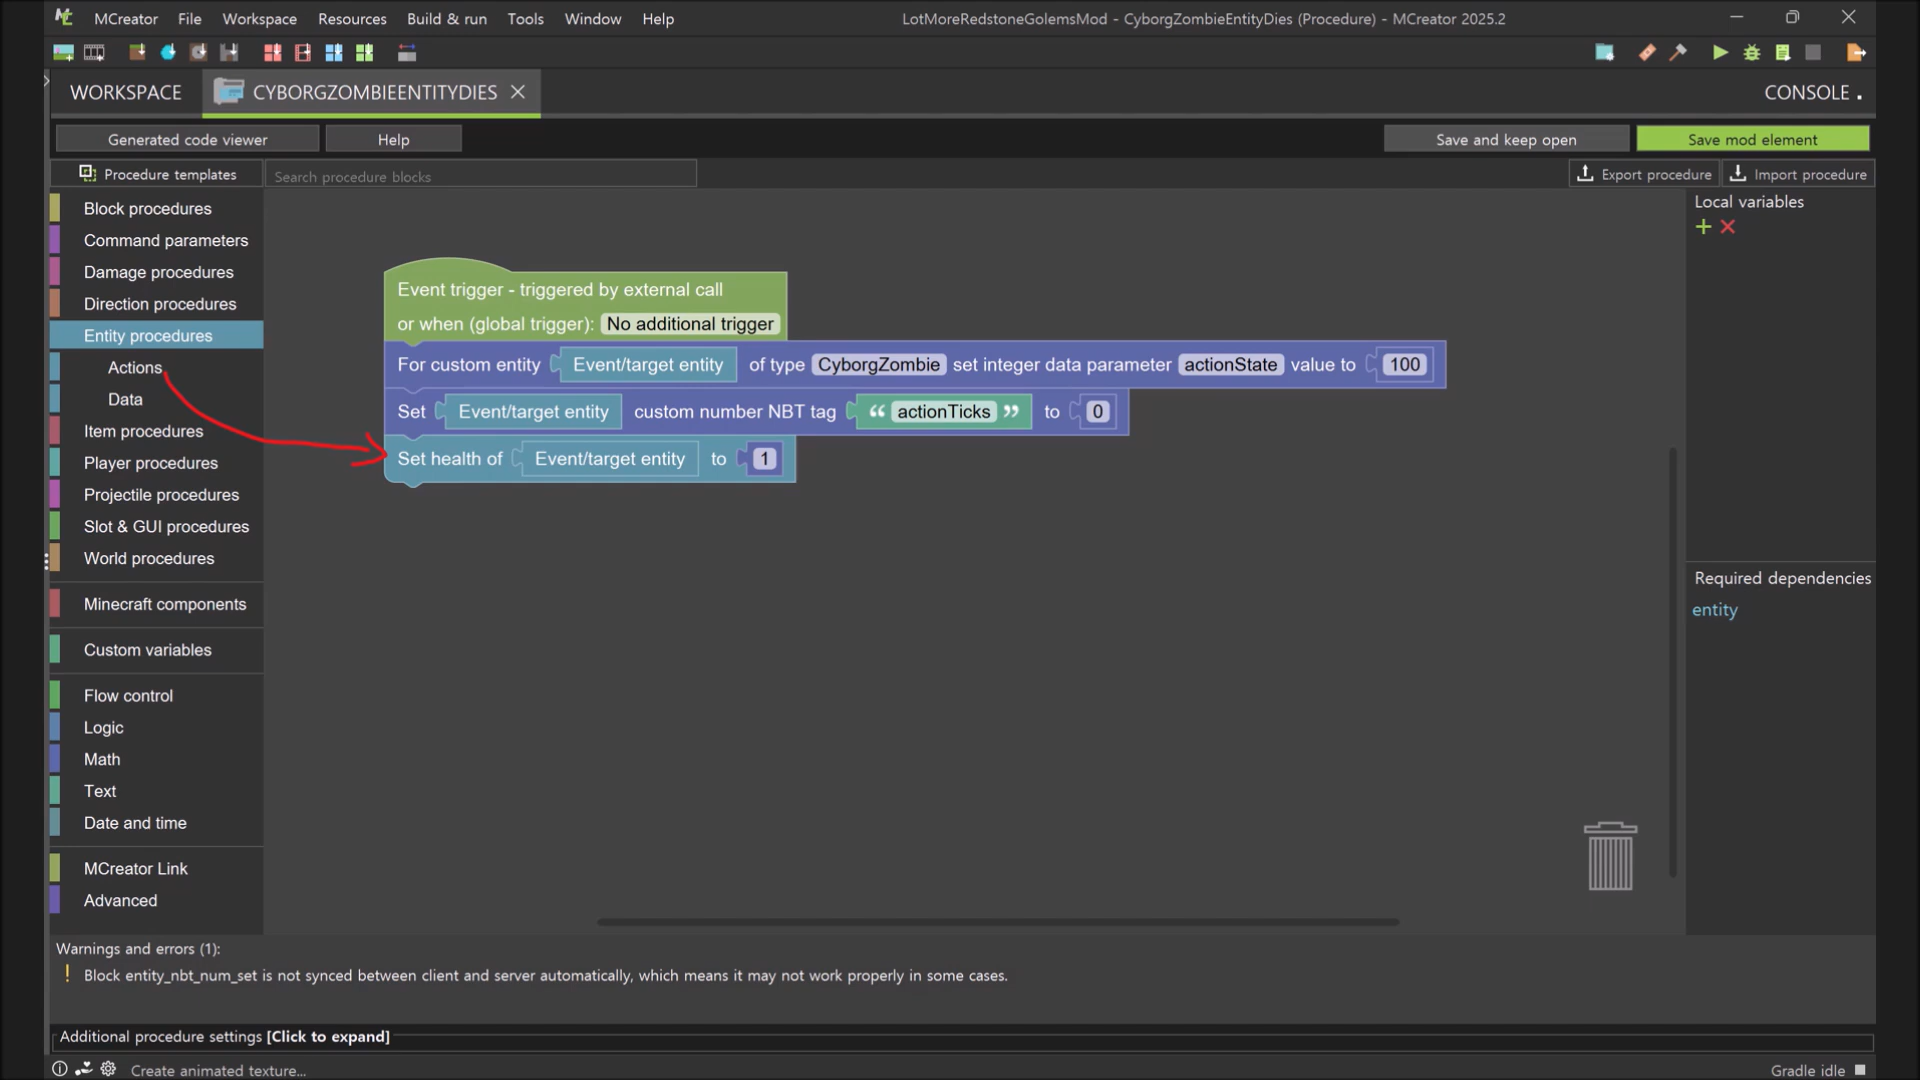 MCreator File Workspace Resources Build & run Tools Window Help
LotMoreRedstoneGolemsMod - CyborgZombieEntityDies (Procedure) - MCreator 2025.2
WORKSPACE
CYBORGZOMBIEENTITYDIES
CONSOLE .
Generated code viewer
Help
Save and keep open
Save mod element
Procedure templates
Search procedure blocks
Export procedure
Import procedure
Block procedures
Command parameters
Damage procedures
Direction procedures
Entity procedures
Actions
Data
Item procedures
Player procedures
Projectile procedures
Slot & GUI procedures
World procedures
Minecraft components
Custom variables
Flow control
Logic
Math
Text
Date and time
MCreator Link
Advanced
Event trigger - triggered by external call
or when (global trigger): No additional trigger
For custom entity Event/target entity of type CyborgZombie set integer data parameter actionState value to 100
Set Event/target entity custom number NBT tag “ actionTicks ” to 0
Set health of Event/target entity to 1
Local variables
Required dependencies
entity
Warnings and errors (1):
! Block entity_nbt_num_set is not synced between client and server automatically, which means it may not work properly in some cases.
Additional procedure settings [Click to expand]
Create animated texture...
Gradle idle